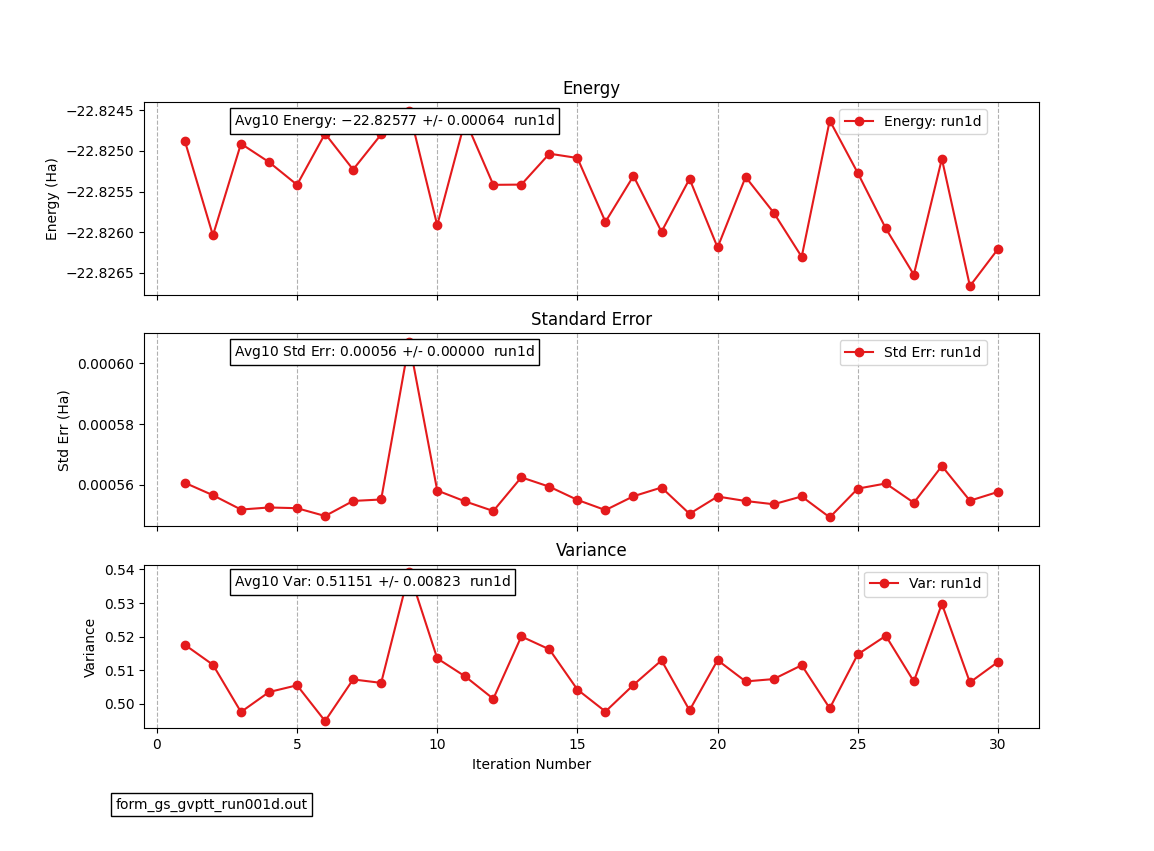 Energy
Avg10 Energy: −22.82577 +/- 0.00064  run1d
Energy: run1d
Energy (Ha)
−22.8245
−22.8250
−22.8255
−22.8260
−22.8265
Standard Error
Avg10 Std Err: 0.00056 +/- 0.00000  run1d
Std Err: run1d
Std Err (Ha)
0.00060
0.00058
0.00056
Variance
Avg10 Var: 0.51151 +/- 0.00823  run1d
Var: run1d
Variance
0.54
0.53
0.52
0.51
0.50
0 5 10 15 20 25 30
Iteration Number
form_gs_gvptt_run001d.out